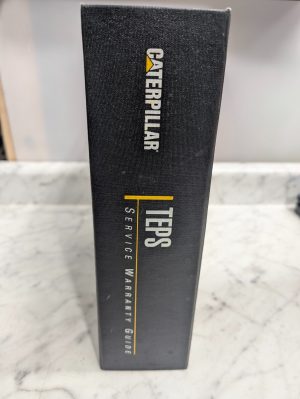 CATERPILLAR
TEPS
SERVICE WARRANTY GUIDE